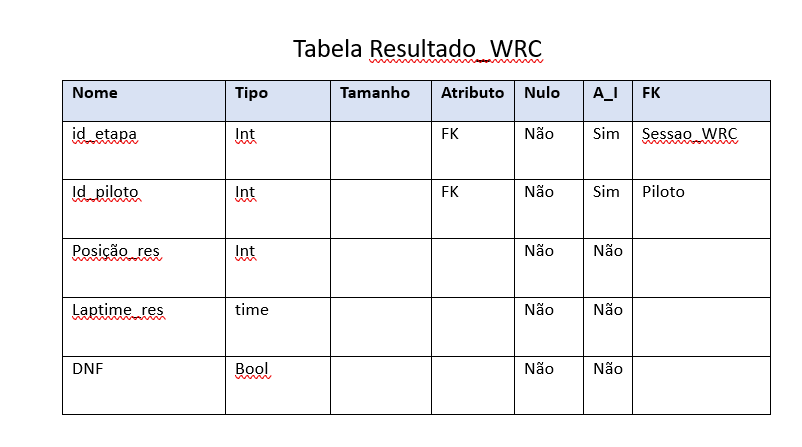 Tabela Resultado_WRC
Nome Tipo Tamanho Atributo Nulo A_I FK
id_etapa Int FK Não Sim Sessao_WRC
Id_piloto Int FK Não Sim Piloto
Posição_res Int Não Não
Laptime_res time Não Não
DNF Bool Não Não